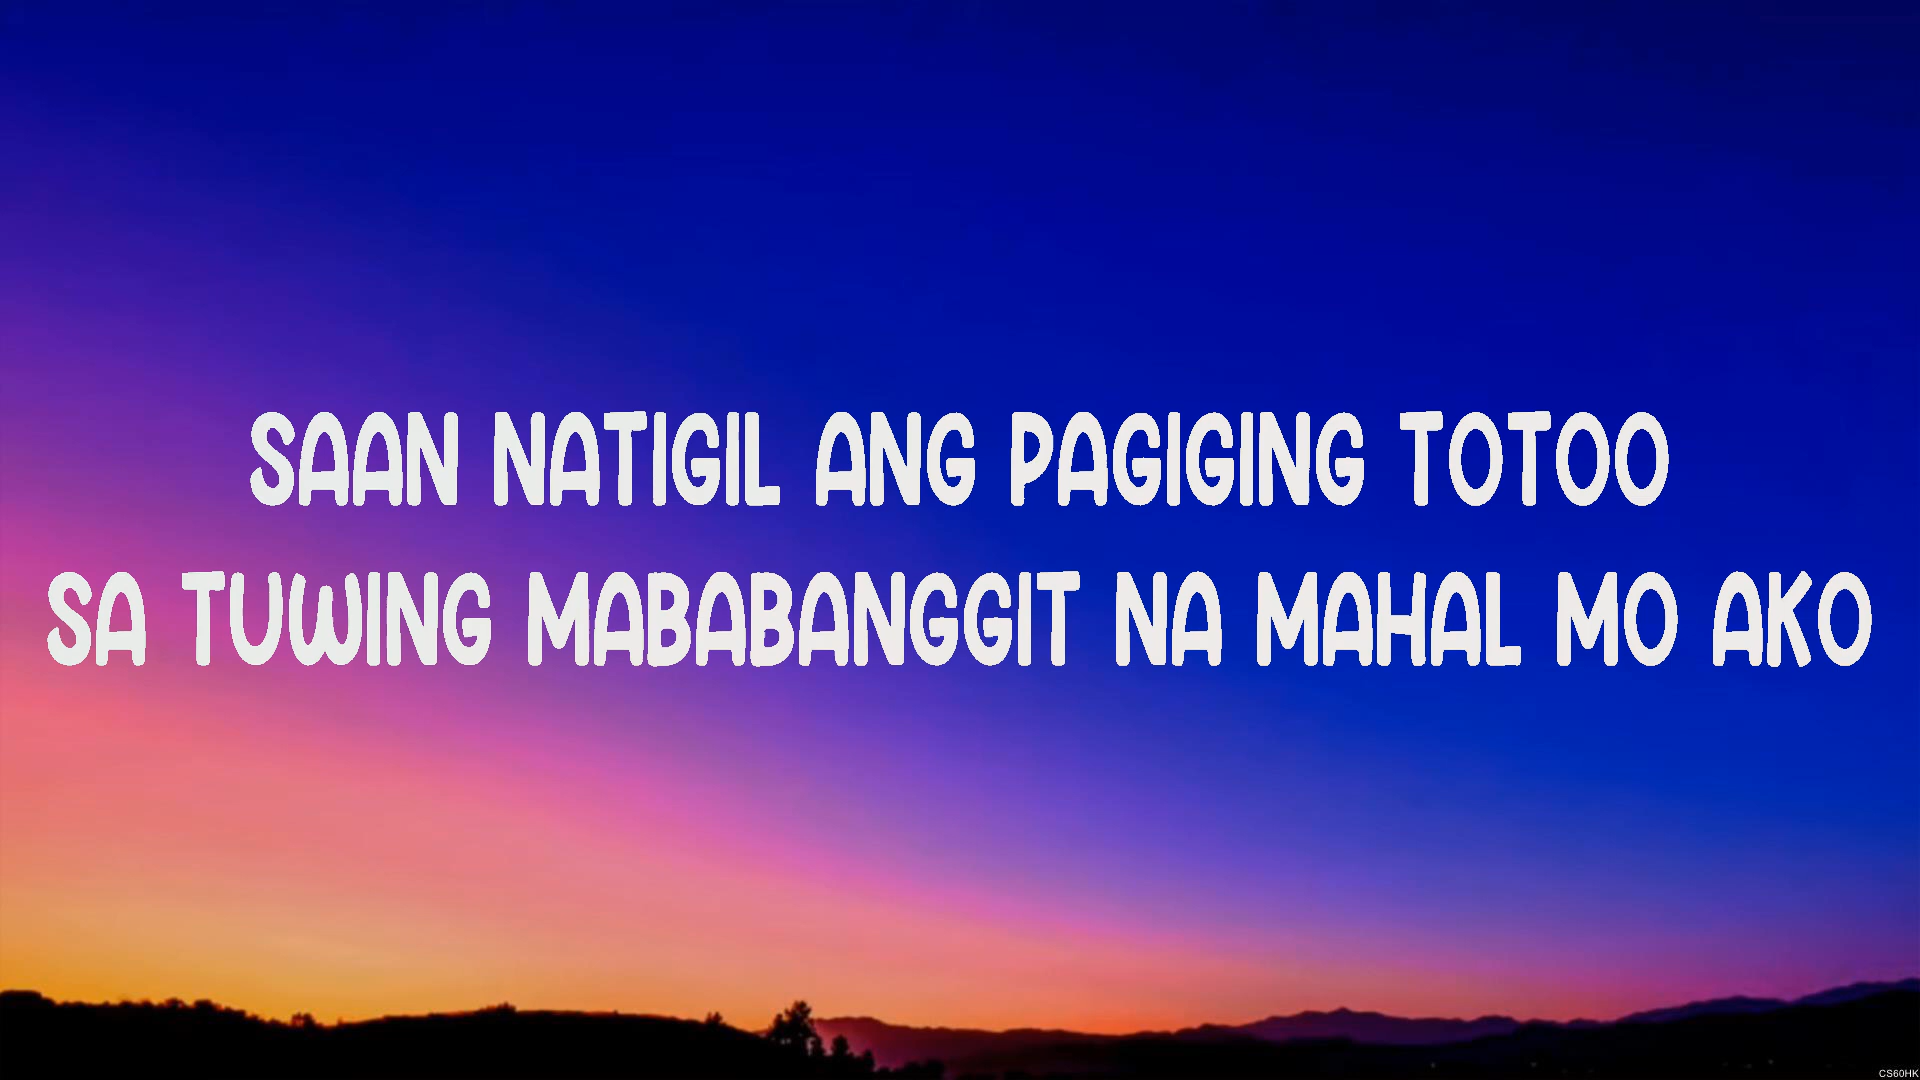 SAAN NATIGIL ANG PAGIGING TOTOO
SA TUWING MABABANGGIT NA MAHAL MO AKO
CS60HK